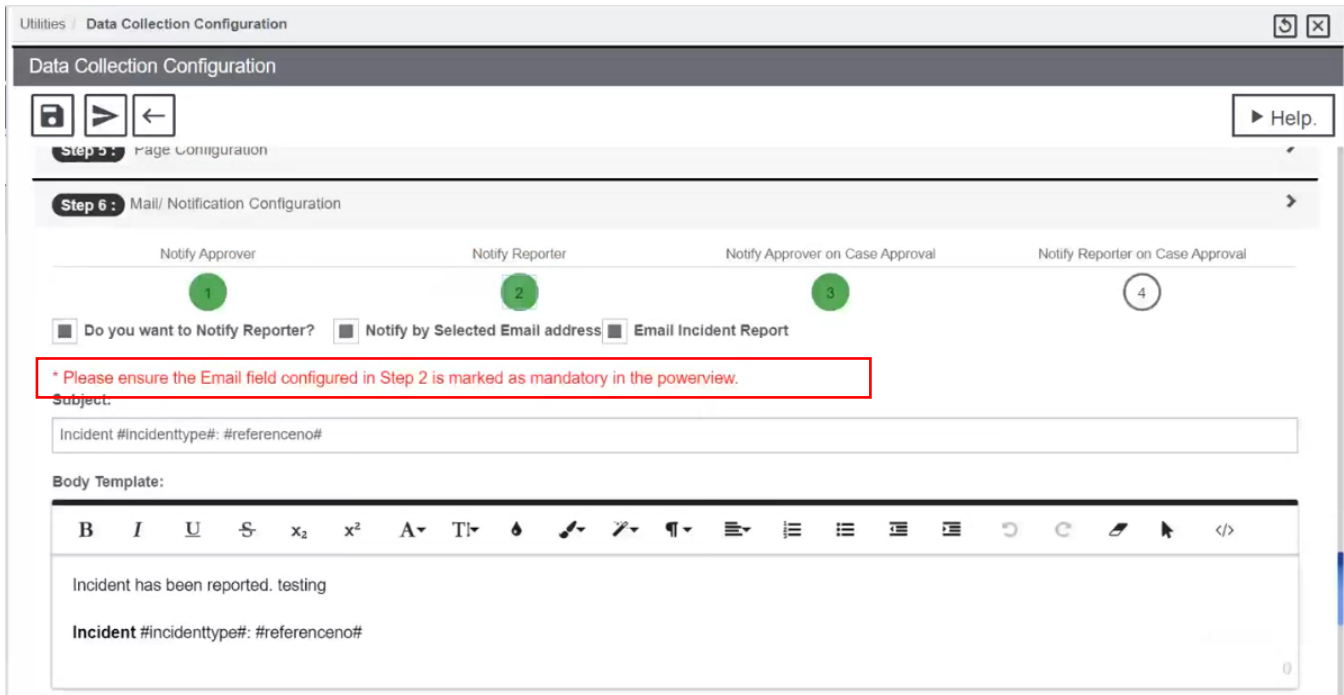 Utilities / Data Collection Configuration
Data Collection Configuration
Help.
Step 5 : Page Configuration
Step 6 : Mail/ Notification Configuration
Notify Approver Notify Reporter Notify Approver on Case Approval Notify Reporter on Case Approval
1 2 3 4
Do you want to Notify Reporter? Notify by Selected Email address Email Incident Report
* Please ensure the Email field configured in Step 2 is marked as mandatory in the powerview.
Subject:
Incident #incidenttype#: #referenceno#
Body Template:
B I U S x₂ x² A T ¶ </>
Incident has been reported. testing
Incident #incidenttype#: #referenceno#
0